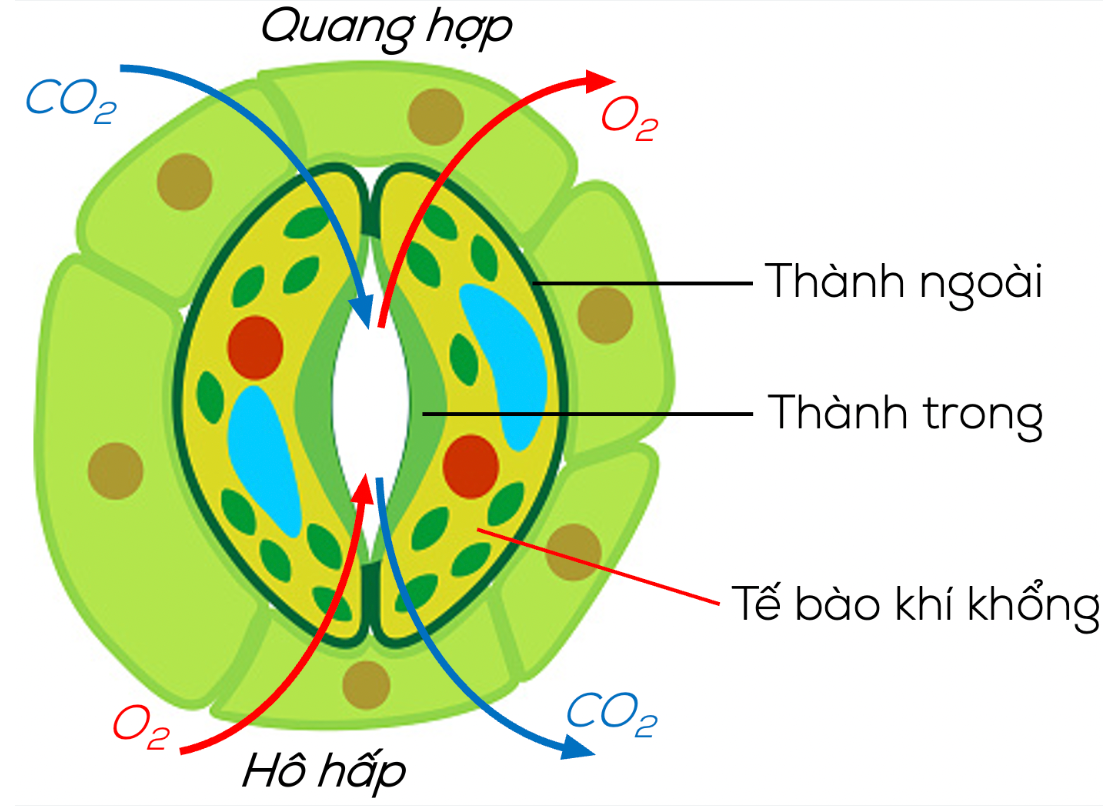 Quang hợp
CO₂
O₂
Thành ngoài
Thành trong
Tế bào khí khổng
O₂
CO₂
Hô hấp